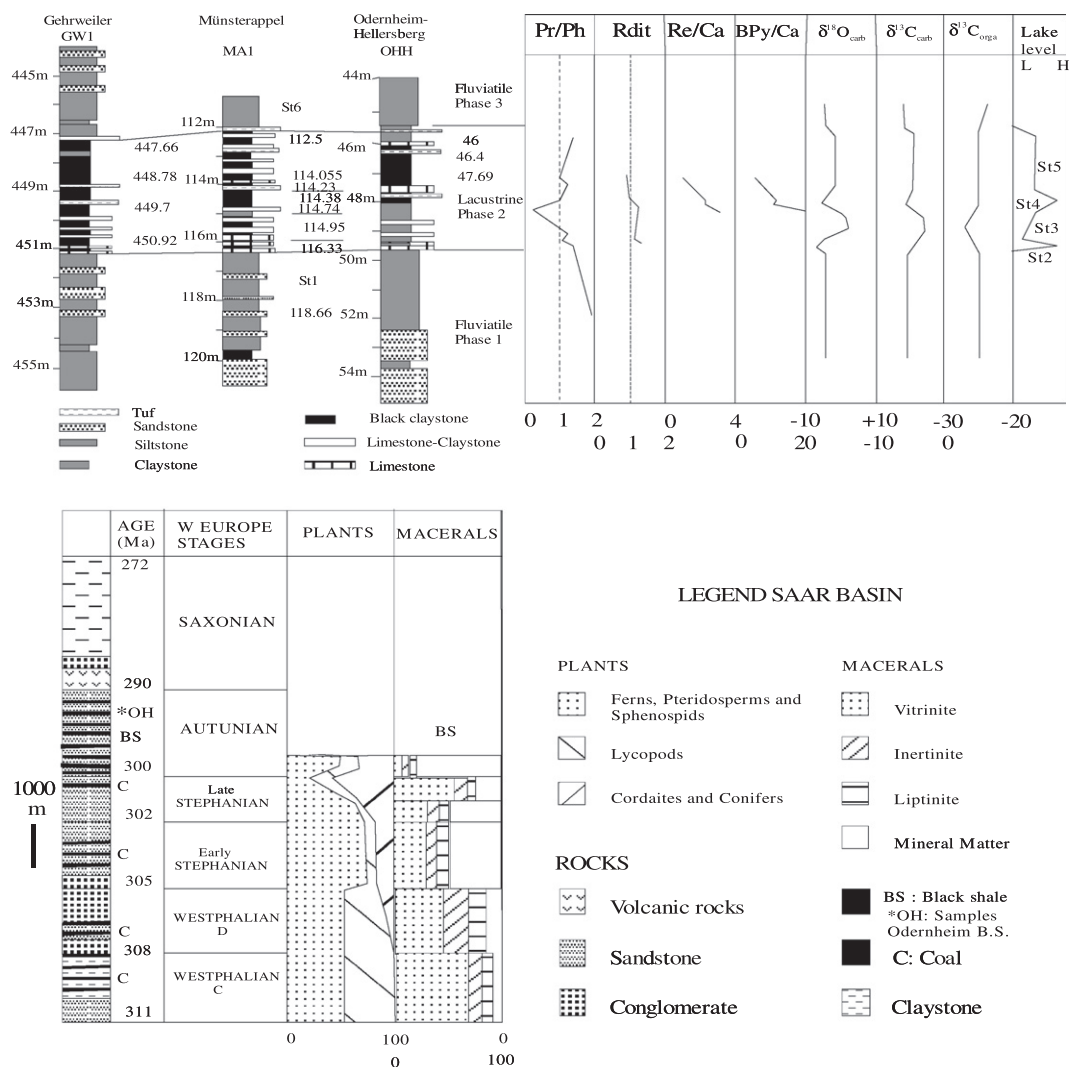 Gehrweiler
GW1
Münsterappel
MA1
Odernheim-
Hellersberg
OHH
445m
447m
449m
451m
453m
455m
447.66
448.78
449.7
450.92
112m
114m
116m
118m
120m
St6
112.5
114.055
114.23
114.38
114.74
114.95
116.33
St1
118.66
44m
46m
48m
50m
52m
54m
Fluviatile
Phase 3
46
46.4
47.69
Lacustrine
Phase 2
Fluviatile
Phase 1
Tuf
Sandstone
Siltstone
Claystone
Black claystone
Limestone-Claystone
Limestone
Pr/Ph Rdit Re/Ca BPy/Ca δ¹⁸Ocarb δ¹³Ccarb δ¹³Corga Lake
level
L H
St5
St4
St3
St2
0 1 2 0 4 -10 +10 -30 -20
0 1 2 0 20 -10 0
AGE
(Ma)
W EUROPE
STAGES
PLANTS
MACERALS
272
SAXONIAN
290
*OH
AUTUNIAN
BS
BS
300
C
Late
STEPHANIAN
302
C
Early
STEPHANIAN
305
WESTPHALIAN
D
C
308
C
WESTPHALIAN
C
311
1000
m
0 100 0
0 100
LEGEND SAAR BASIN
PLANTS
Ferns, Pteridosperms and
Sphenospids
Lycopods
Cordaites and Conifers
MACERALS
Vitrinite
Inertinite
Liptinite
Mineral Matter
ROCKS
Volcanic rocks
Sandstone
Conglomerate
BS : Black shale
*OH: Samples
Odernheim B.S.
C: Coal
Claystone